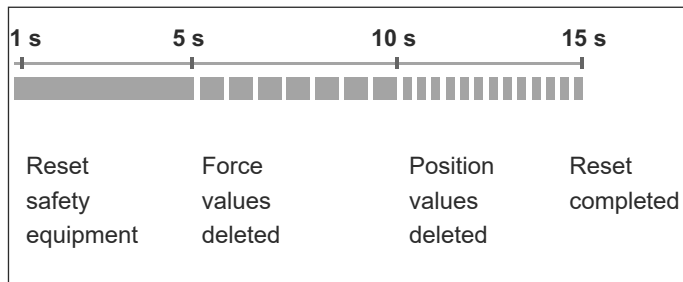 1 s 5 s 10 s 15 s
Reset Force Position Reset
safety values values completed
equipment deleted deleted